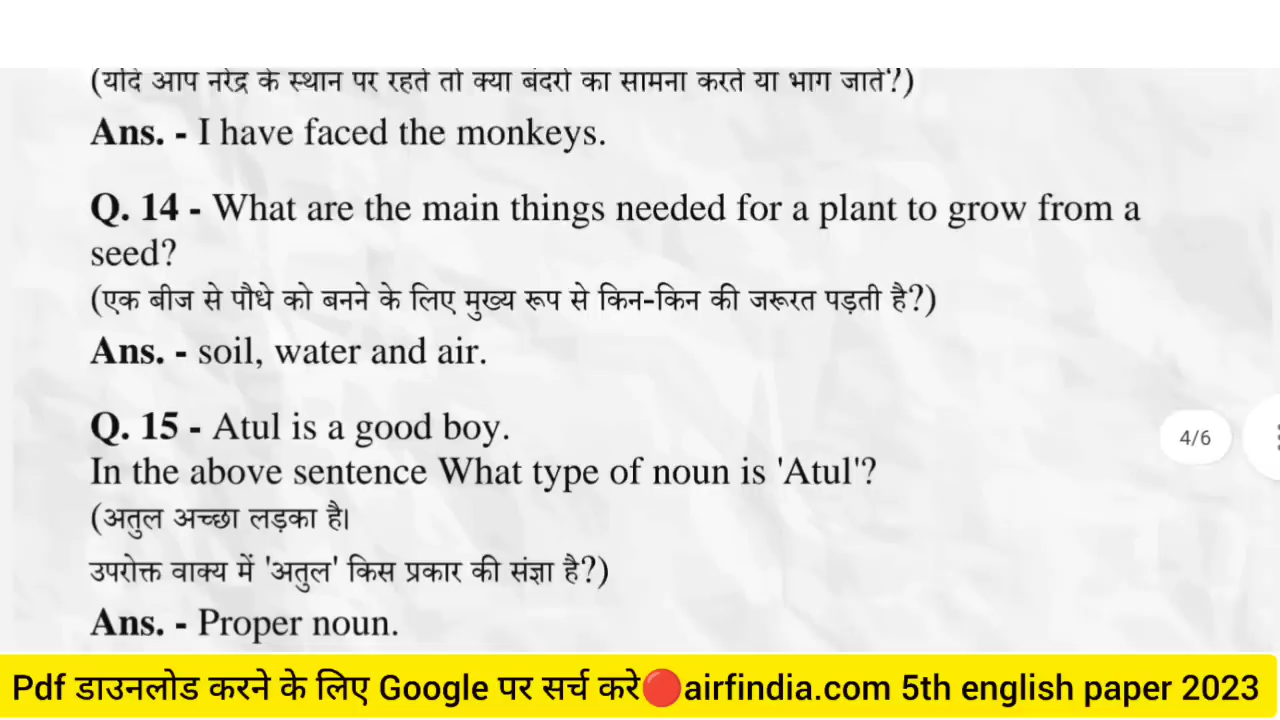 (यदि आप नरेंद्र के स्थान पर रहते तो क्या बंदरों का सामना करते या भाग जाते?)
Ans. - I have faced the monkeys.
Q. 14 - What are the main things needed for a plant to grow from a
seed?
(एक बीज से पौधे को बनने के लिए मुख्य रूप से किन-किन की जरूरत पड़ती है?)
Ans. - soil, water and air.
Q. 15 - Atul is a good boy.
4/6
In the above sentence What type of noun is 'Atul'?
(अतुल अच्छा लड़का है।
उपरोक्त वाक्य में 'अतुल' किस प्रकार की संज्ञा है?)
Ans. - Proper noun.
Pdf डाउनलोड करने के लिए Google पर सर्च करे🔴airfindia.com 5th english paper 2023